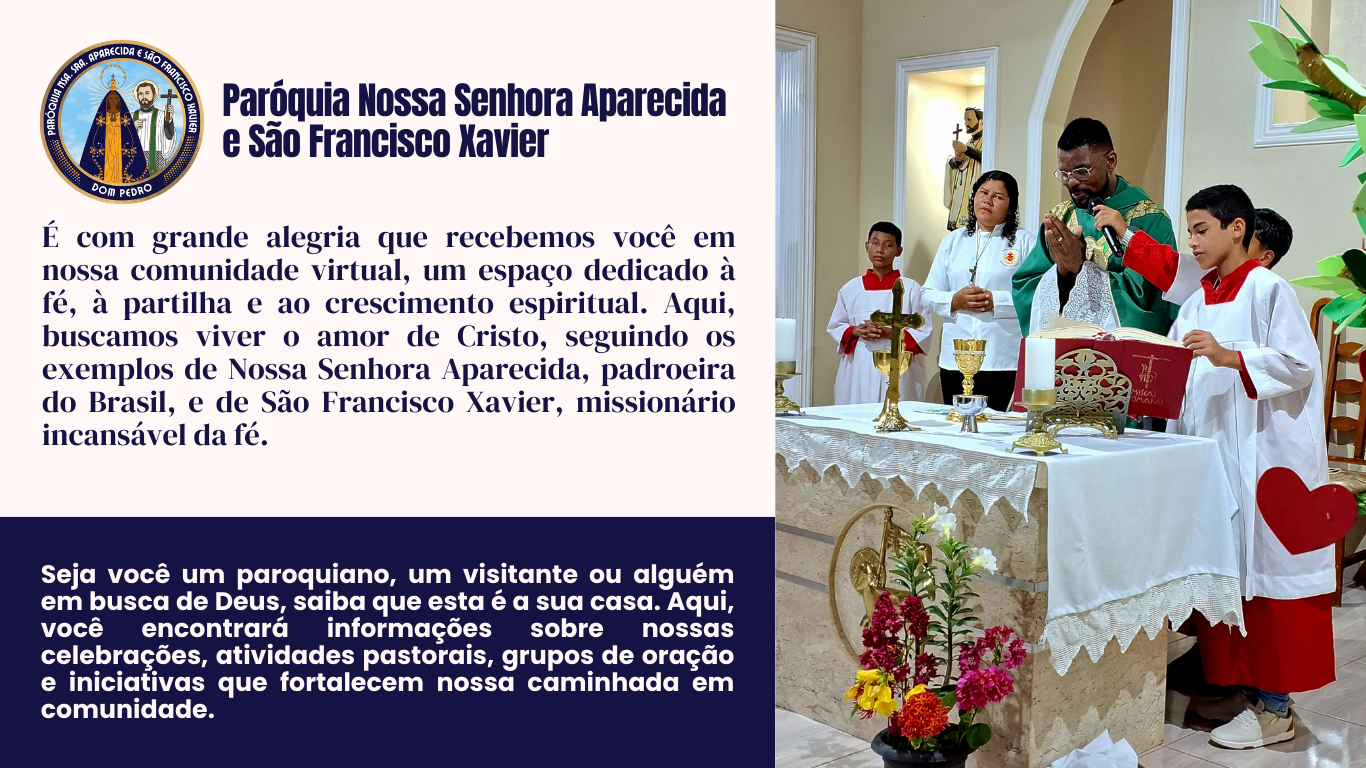 PARÓQUIA NSA. SRA. APARECIDA E SÃO FRANCISCO XAVIER
DOM PEDRO
Paróquia Nossa Senhora Aparecida
e São Francisco Xavier
É com grande alegria que recebemos você em
nossa comunidade virtual, um espaço dedicado à
fé, à partilha e ao crescimento espiritual. Aqui,
buscamos viver o amor de Cristo, seguindo os
exemplos de Nossa Senhora Aparecida, padroeira
do Brasil, e de São Francisco Xavier, missionário
incansável da fé.
Seja você um paroquiano, um visitante ou alguém
em busca de Deus, saiba que esta é a sua casa. Aqui,
você encontrará informações sobre nossas
celebrações, atividades pastorais, grupos de oração
e iniciativas que fortalecem nossa caminhada em
comunidade.